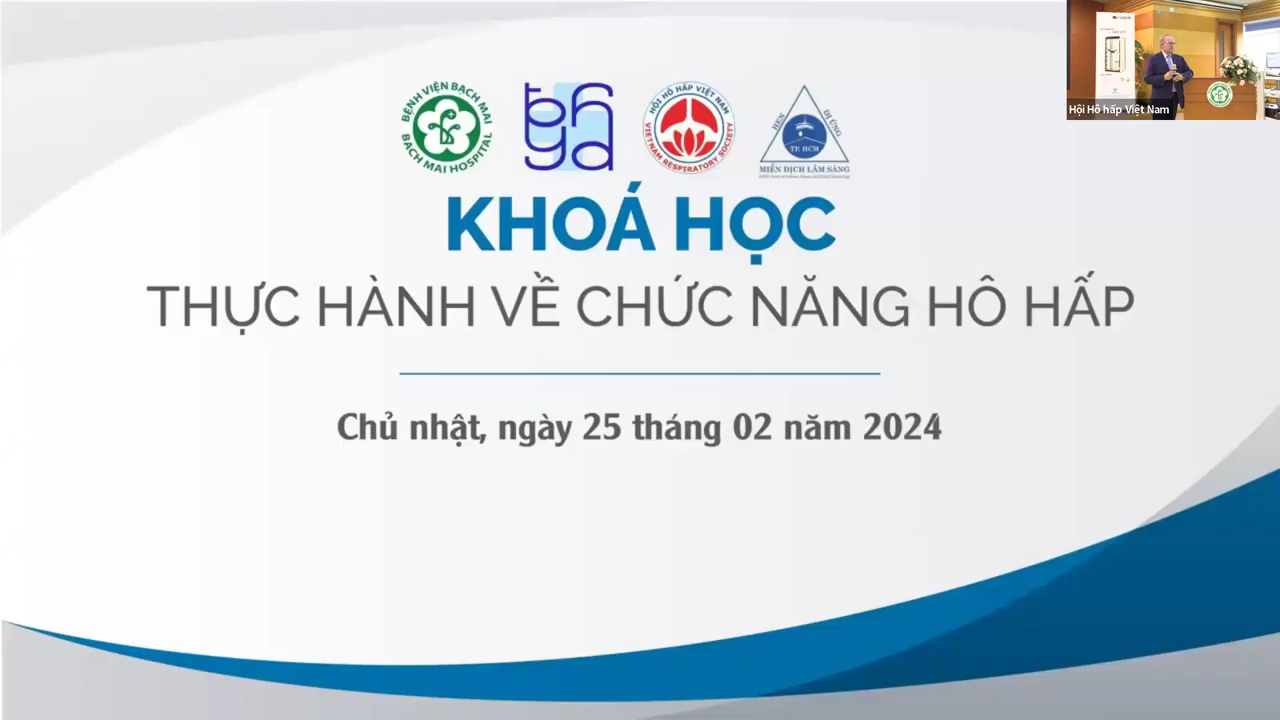 BỆNH VIỆN BẠCH MAI
BACH MAI HOSPITAL
HỘI HÔ HẤP VIỆT NAM
VIETNAM RESPIRATORY SOCIETY
HEN
DỊ ỨNG
TP. HCM
MIỄN DỊCH LÂM SÀNG
Hội Hô hấp Việt Nam
KHOÁ HỌC
THỰC HÀNH VỀ CHỨC NĂNG HÔ HẤP
Chủ nhật, ngày 25 tháng 02 năm 2024